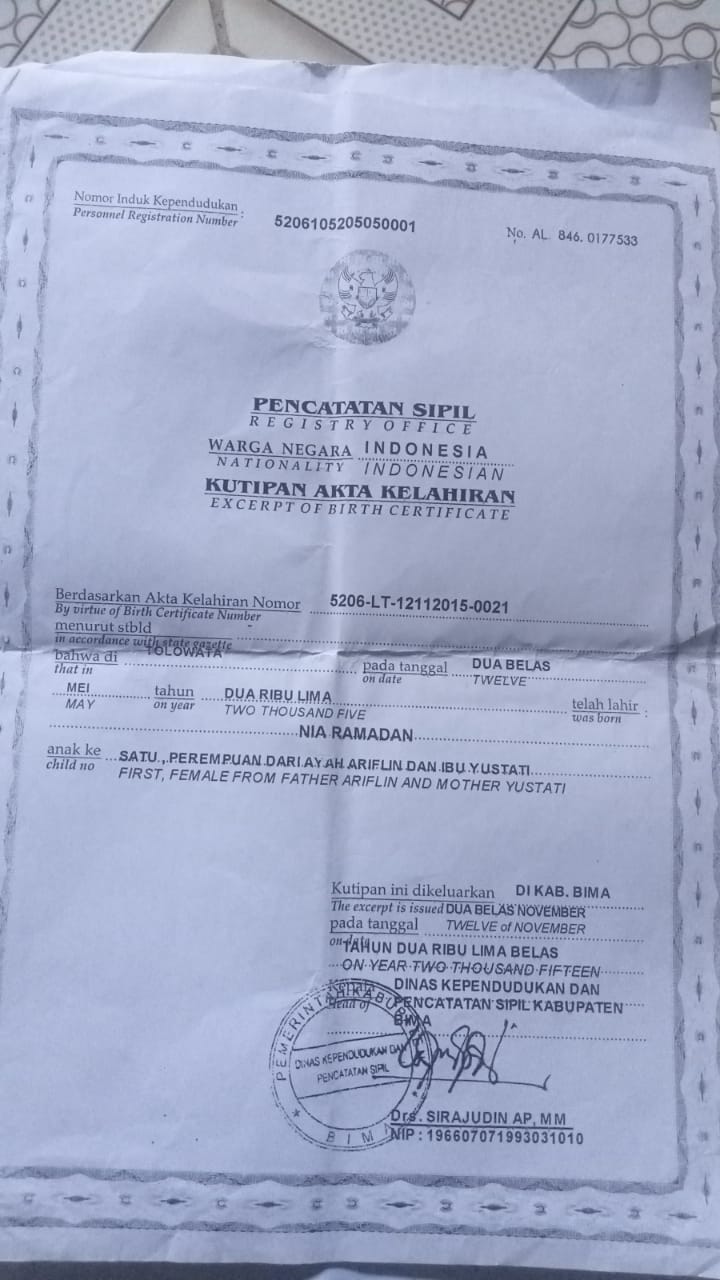 Nomor Induk Kependudukan : 5206105205050001
Personnel Registration Number
No. AL. 846. 0177533
PENCATATAN SIPIL
REGISTRY OFFICE
WARGA NEGARA INDONESIA
NATIONALITY INDONESIAN
KUTIPAN AKTA KELAHIRAN
EXCERPT OF BIRTH CERTIFICATE
Berdasarkan Akta Kelahiran Nomor 5206-LT-12112015-0021
By virtue of Birth Certificate Number
menurut stbld -
in accordance with state gazette
bahwa di TOLOWATA pada tanggal DUA BELAS
that in on date TWELVE
MEI tahun DUA RIBU LIMA telah lahir :
MAY on year TWO THOUSAND FIVE was born
NIA RAMADAN
anak ke SATU , PEREMPUAN DARI AYAH ARIFLIN DAN IBU YUSTATI
child no FIRST, FEMALE FROM FATHER ARIFLIN AND MOTHER YUSTATI
Kutipan ini dikeluarkan DI KAB. BIMA
The excerpt is issued DUA BELAS NOVEMBER
pada tanggal TWELVE of NOVEMBER
on date TAHUN DUA RIBU LIMA BELAS
ON YEAR TWO THOUSAND FIFTEEN
Kepala DINAS KEPENDUDUKAN DAN
Head of PENCATATAN SIPIL KABUPATEN
BIMA
PEMERINTAH KABUPATEN
DINAS KEPENDUDUKAN DAN
PENCATATAN SIPIL
BIMA
Drs. SIRAJUDIN AP, MM
NIP : 196607071993031010